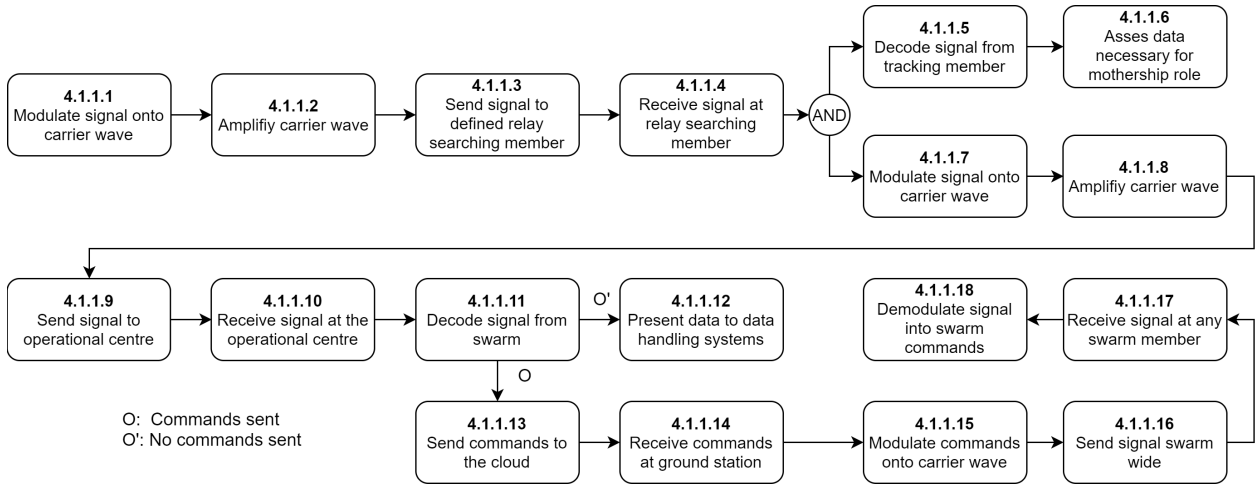 4.1.1.1
Modulate signal onto
carrier wave
4.1.1.2
Amplifiy carrier wave
4.1.1.3
Send signal to
defined relay
searching member
4.1.1.4
Receive signal at
relay searching
member
AND
4.1.1.5
Decode signal from
tracking member
4.1.1.6
Asses data
necessary for
mothership role
4.1.1.7
Modulate signal onto
carrier wave
4.1.1.8
Amplifiy carrier wave
4.1.1.9
Send signal to
operational centre
4.1.1.10
Receive signal at the
operational centre
4.1.1.11
Decode signal from
swarm
O'
4.1.1.12
Present data to data
handling systems
O
4.1.1.13
Send commands to
the cloud
4.1.1.14
Receive commands
at ground station
4.1.1.15
Modulate commands
onto carrier wave
4.1.1.16
Send signal swarm
wide
4.1.1.17
Receive signal at any
swarm member
4.1.1.18
Demodulate signal
into swarm
commands
O: Commands sent
O': No commands sent